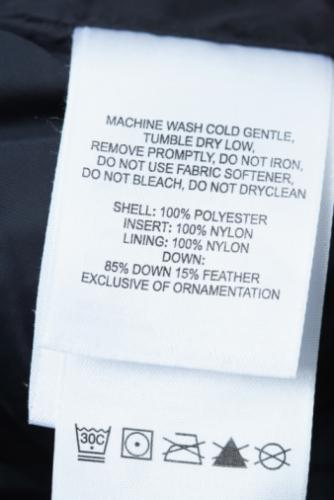 MACHINE WASH COLD GENTLE,
TUMBLE DRY LOW,
REMOVE PROMPTLY, DO NOT IRON,
DO NOT USE FABRIC SOFTENER,
DO NOT BLEACH, DO NOT DRYCLEAN
SHELL: 100% POLYESTER
INSERT: 100% NYLON
LINING: 100% NYLON
DOWN:
85% DOWN 15% FEATHER
EXCLUSIVE OF ORNAMENTATION
30C